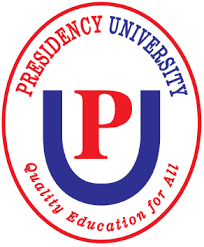 PRESIDENCY UNIVERSITY
P
U
Quality Education for All